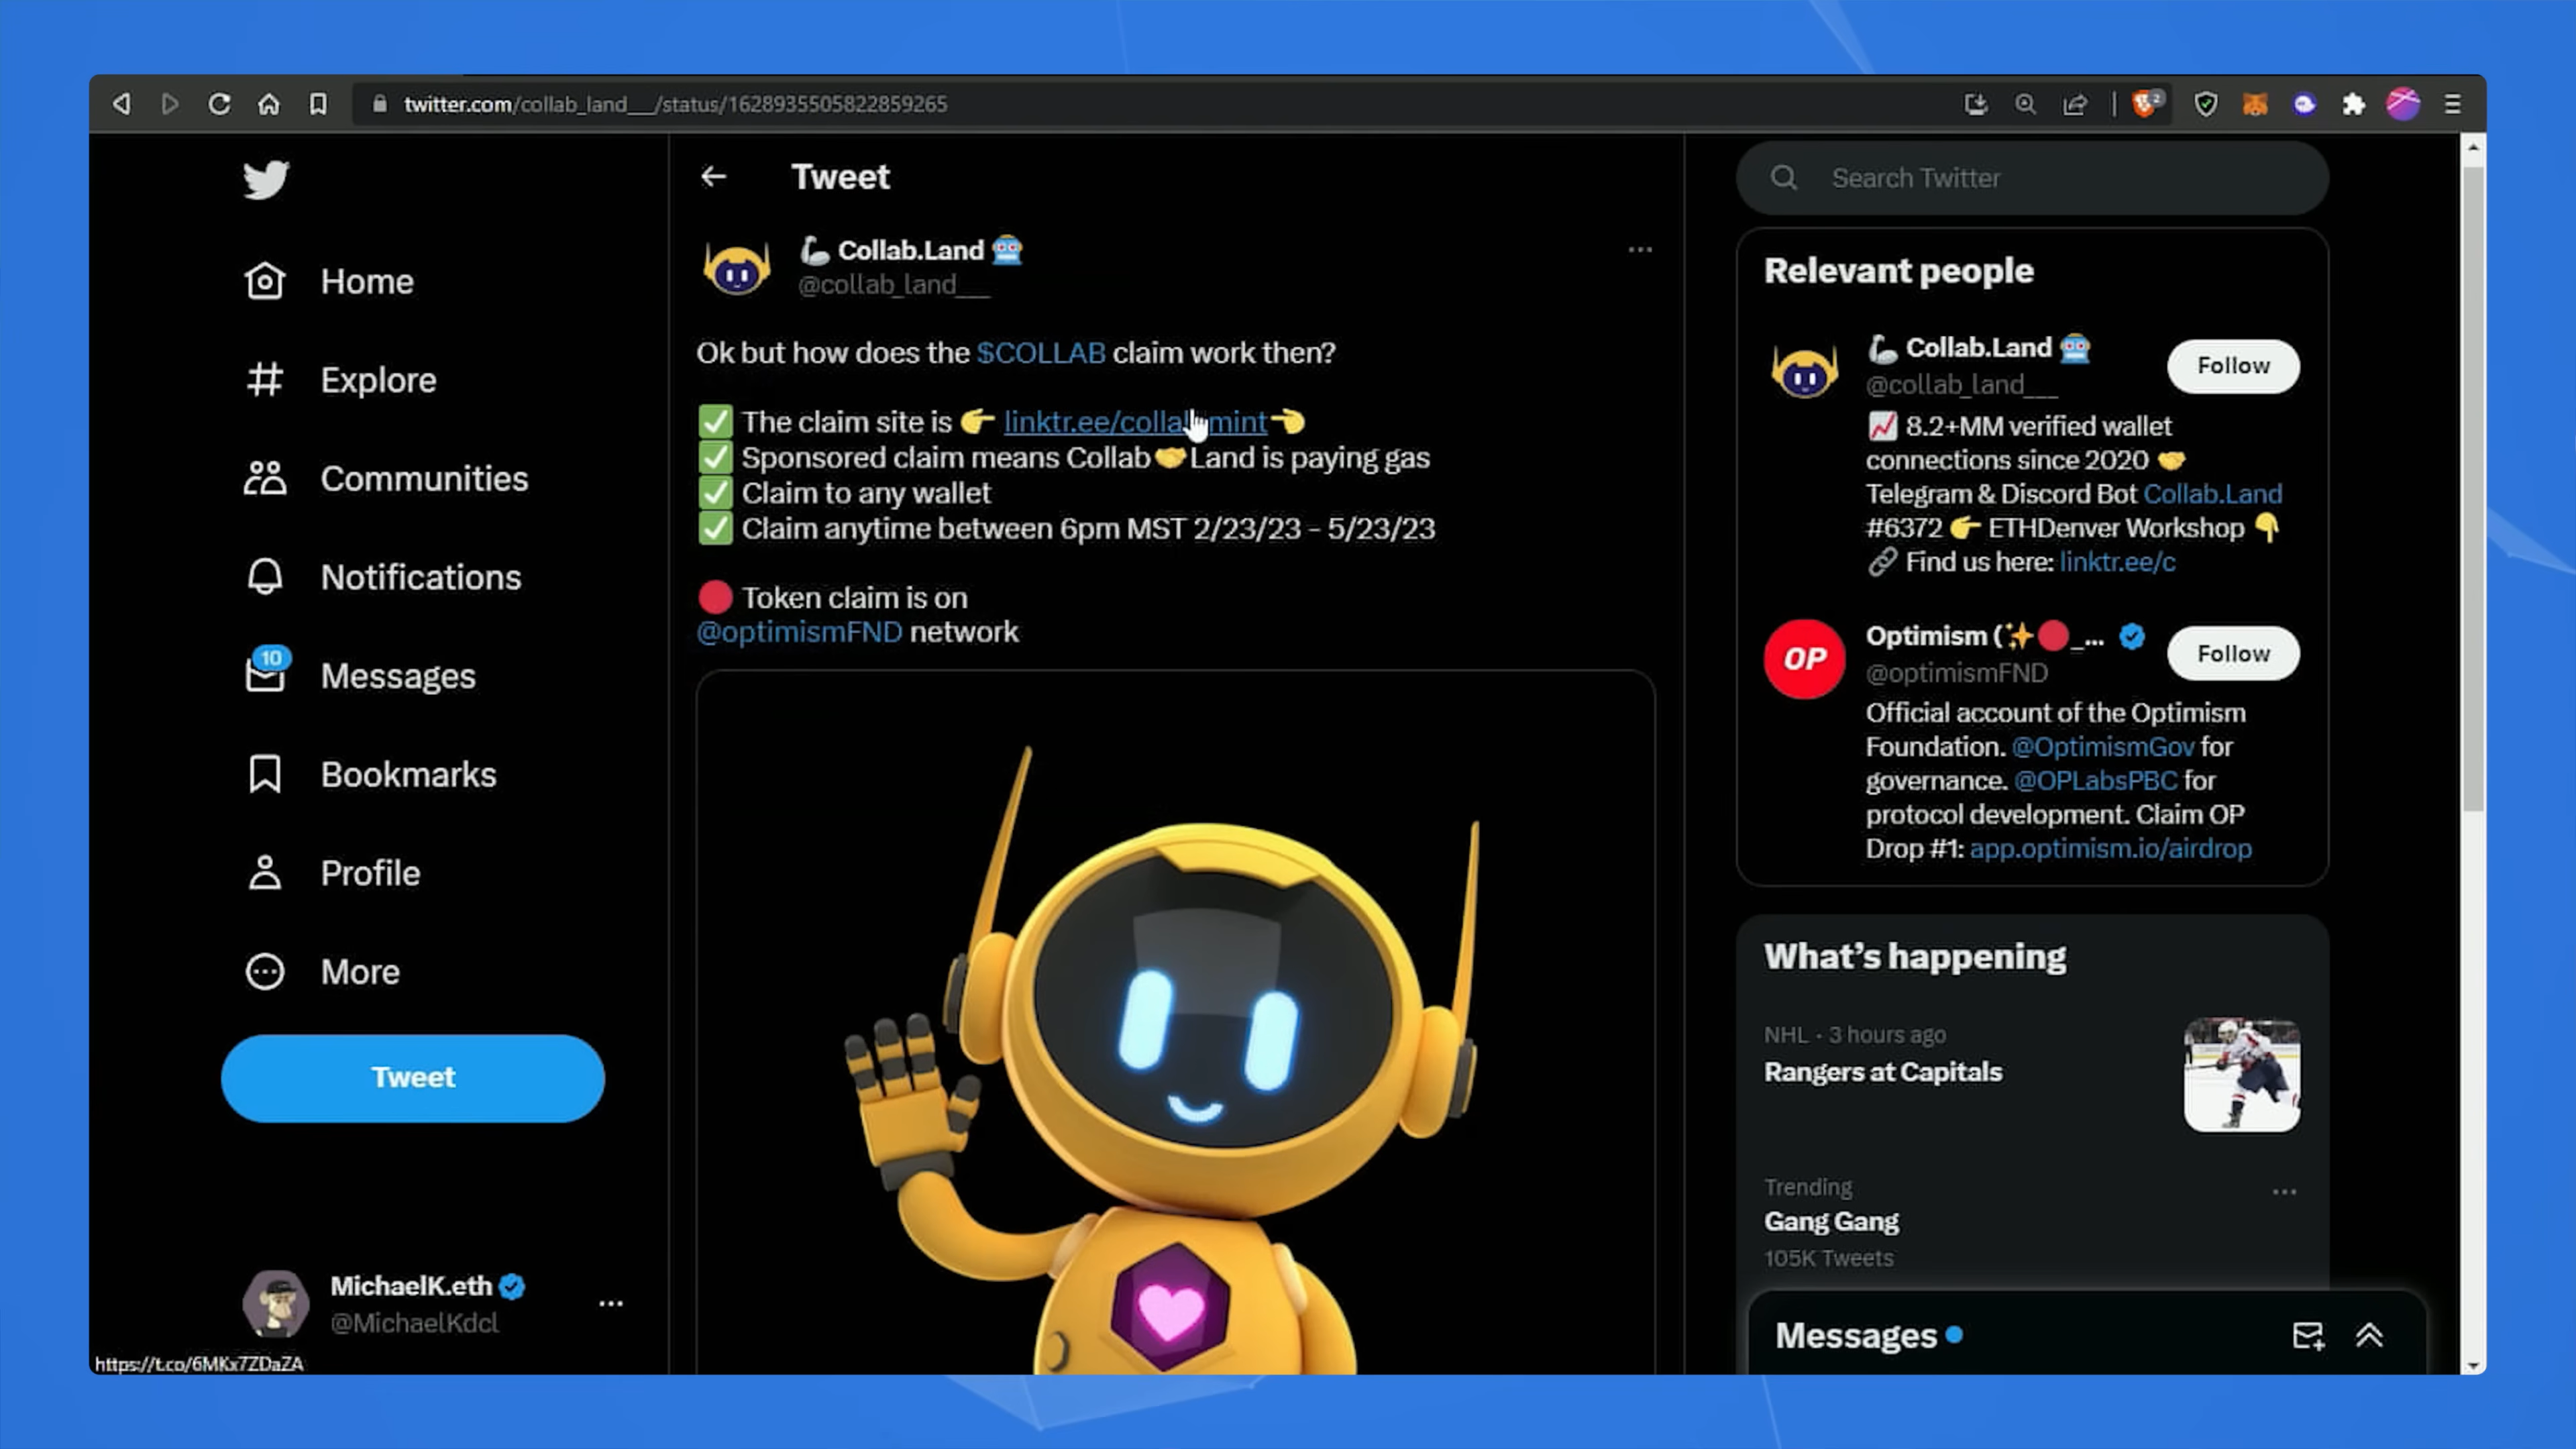 twitter.com/collab_land___/status/1628935505822859265
2
Home
Explore
Communities
Notifications
10
Messages
Bookmarks
Profile
More
Tweet
MichaelK.eth
@MichaelKdcl
https://t.co/6MKx7ZDaZA
Tweet
🦾 Collab.Land 🤖
@collab_land___
Ok but how does the $COLLAB claim work then?
✅ The claim site is 👉 linktr.ee/colla mint 👈
✅ Sponsored claim means Collab🤝Land is paying gas
✅ Claim to any wallet
✅ Claim anytime between 6pm MST 2/23/23 - 5/23/23
🔴 Token claim is on
@optimismFND network
Search Twitter
Relevant people
🦾 Collab.Land 🤖
Follow
@collab_land___
📈 8.2+MM verified wallet
connections since 2020 🤝
Telegram & Discord Bot Collab.Land
#6372 👉 ETHDenver Workshop 👇
🔗 Find us here: linktr.ee/c
OP
Optimism (✨🔴_...
Follow
@optimismFND
Official account of the Optimism
Foundation. @OptimismGov for
governance. @OPLabsPBC for
protocol development. Claim OP
Drop #1: app.optimism.io/airdrop
What's happening
NHL · 3 hours ago
Rangers at Capitals
Trending
Gang Gang
105K Tweets
Messages